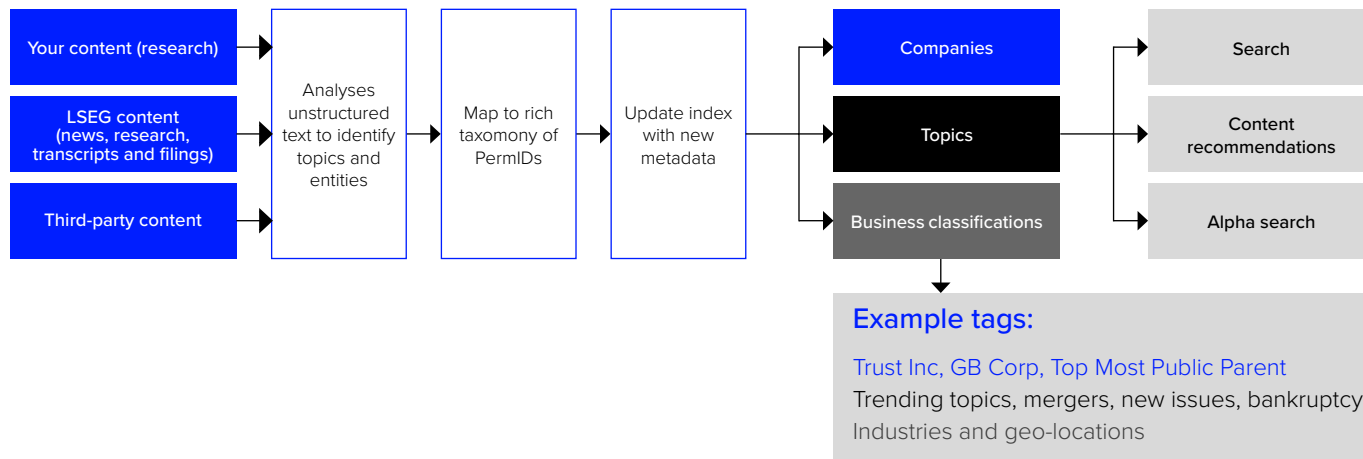 Your content (research)
LSEG content
(news, research,
transcripts and filings)
Third-party content
Analyses
unstructured
text to identify
topics and
entities
Map to rich
taxomony of
PermIDs
Update index
with new
metadata
Companies
Topics
Business classifications
Search
Content
recommendations
Alpha search
Example tags:
Trust Inc, GB Corp, Top Most Public Parent
Trending topics, mergers, new issues, bankruptcy
Industries and geo-locations